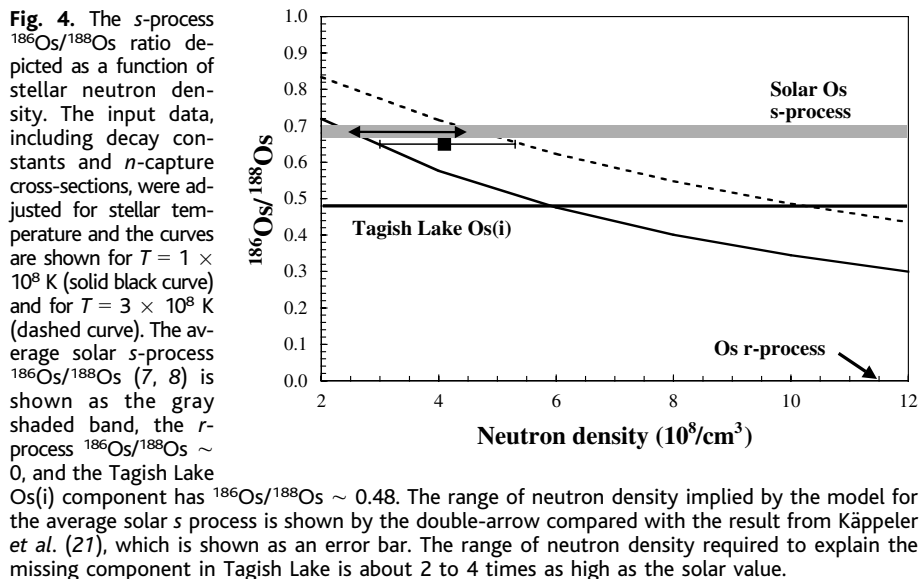 Fig. 4. The s-process
¹⁸⁶Os/¹⁸⁸Os ratio de-
picted as a function of
stellar neutron den-
sity. The input data,
including decay con-
stants and n-capture
cross-sections, were ad-
justed for stellar tem-
perature and the curves
are shown for T = 1 ×
10⁸ K (solid black curve)
and for T = 3 × 10⁸ K
(dashed curve). The av-
erage solar s-process
¹⁸⁶Os/¹⁸⁸Os (7, 8) is
shown as the gray
shaded band, the r-
process ¹⁸⁶Os/¹⁸⁸Os ~
0, and the Tagish Lake
Os(i) component has ¹⁸⁶Os/¹⁸⁸Os ~ 0.48. The range of neutron density implied by the model for
the average solar s process is shown by the double-arrow compared with the result from Käppeler
et al. (21), which is shown as an error bar. The range of neutron density required to explain the
missing component in Tagish Lake is about 2 to 4 times as high as the solar value.
¹⁸⁶Os/¹⁸⁸Os
1.0
0.9
0.8
0.7
0.6
0.5
0.4
0.3
0.2
0.1
0.0
Solar Os
s-process
Tagish Lake Os(i)
Os r-process
2 4 6 8 10 12
Neutron density (10⁸/cm³)